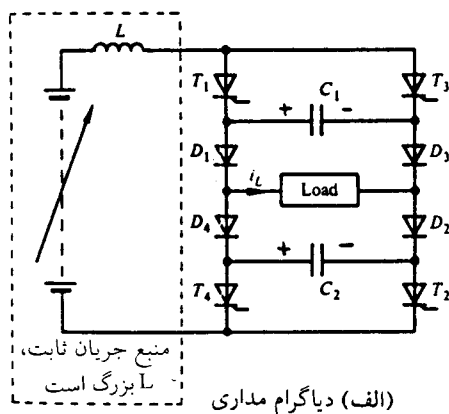 L
T₁
C₁
T₃
+
-
D₁
D₃
i_L
Load
D₄
D₂
+
-
C₂
T₄
T₂
منبع جریان ثابت،
L بزرگ است
(الف) دیاگرام مداری